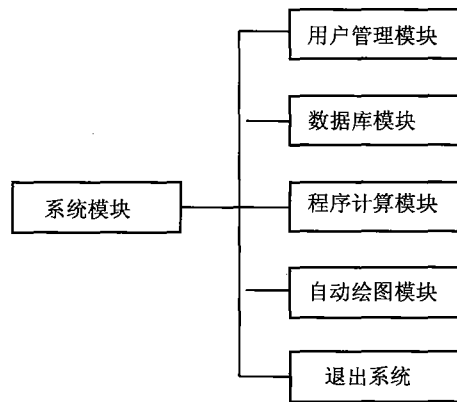 用户管理模块
数据库模块
系统模块
程序计算模块
自动绘图模块
退出系统